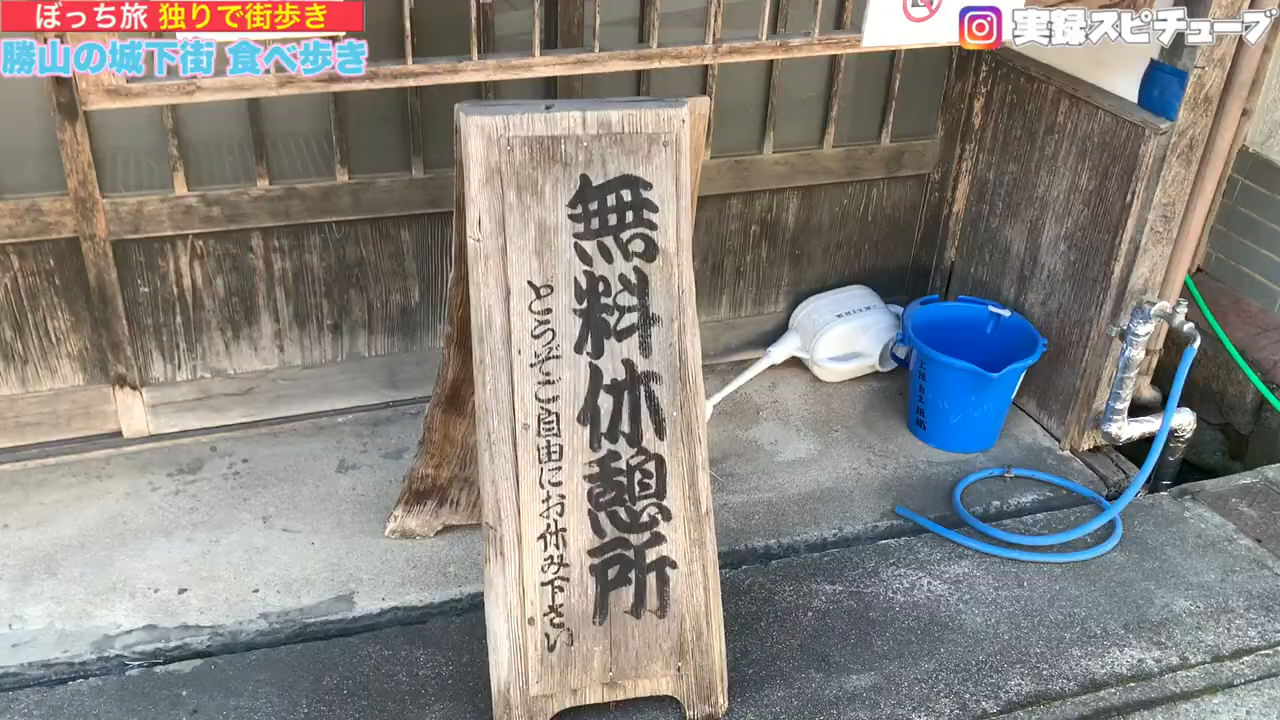 ぼっち旅 独りで街歩き
勝山の城下街 食べ歩き
実録スピチューブ
無料休憩所
どうぞご自由にお休み下さい